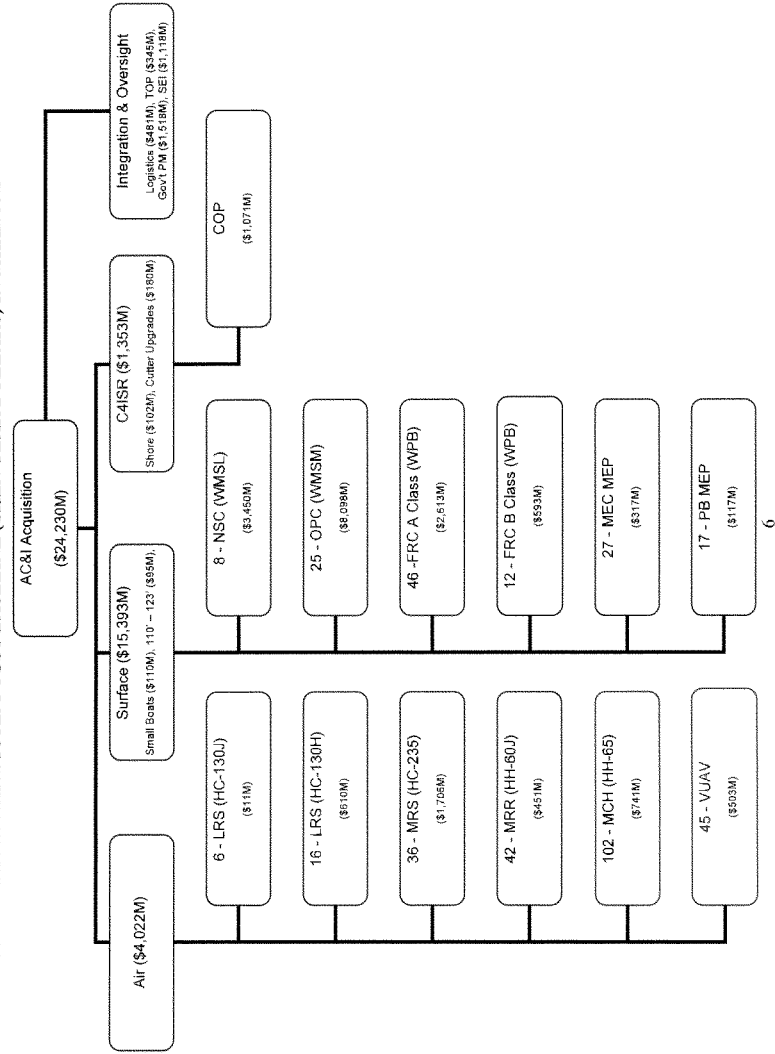 AC&I Acquisition
($24,230M)
Air ($4,022M)
6 - LRS (HC-130J)
($11M)
16 - LRS (HC-130H)
($610M)
36 - MRS (HC-235)
($1,706M)
42 - MRR (HH-60J)
($451M)
102 - MCH (HH-65)
($741M)
45 - VUAV
($503M)
Surface ($15,393M)
Small Boats ($110M), 110' – 123' ($95M),
8 - NSC (WMSL)
($3,450M)
25 - OPC (WMSM)
($8,098M)
46 -FRC A Class (WPB)
($2,613M)
12 - FRC B Class (WPB)
($593M)
27 - MEC MEP
($317M)
17 - PB MEP
($117M)
C4ISR ($1,353M)
Shore ($102M), Cutter Upgrades ($180M)
COP
($1,071M)
Integration & Oversight
Logistics ($481M), TOP ($345M),
Gov't PM ($1,518M), SEI ($1,118M)
6